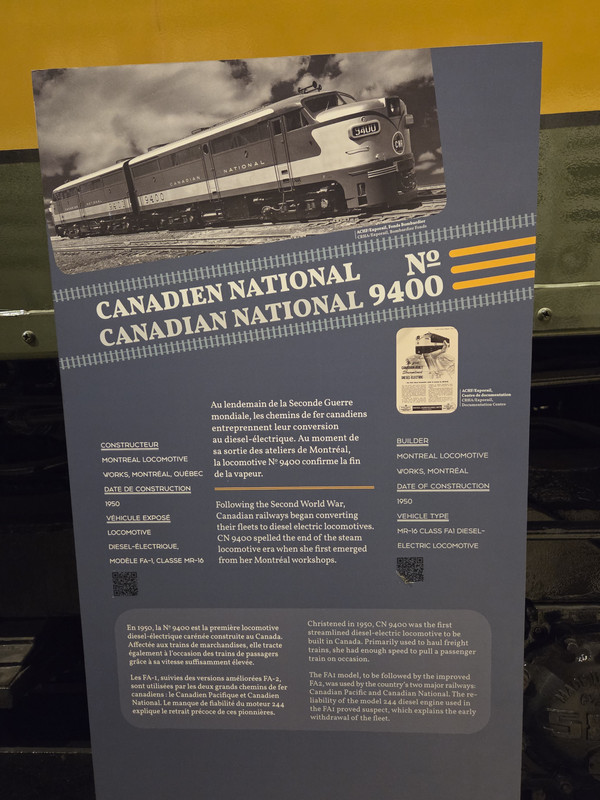 CANADIAN NATIONAL
9400
9400
CNR
ACHF/Exporail, Fonds Bombardier
CRHA/Exporail, Bombardier Fonds
CANADIEN NATIONAL
CANADIAN NATIONAL
Nº
9400
ACHF/Exporail,
Centre de documentation
CRHA/Exporail,
Documentation Centre
CONSTRUCTEUR
MONTREAL LOCOMOTIVE
WORKS, MONTRÉAL, QUÉBEC
DATE DE CONSTRUCTION
1950
VÉHICULE EXPOSÉ
LOCOMOTIVE
DIESEL-ÉLECTRIQUE,
MODÈLE FA-1, CLASSE MR-16
Au lendemain de la Seconde Guerre
mondiale, les chemins de fer canadiens
entreprennent leur conversion
au diesel-électrique. Au moment de
sa sortie des ateliers de Montréal,
la locomotive Nº 9400 confirme la fin
de la vapeur.
Following the Second World War,
Canadian railways began converting
their fleets to diesel electric locomotives.
CN 9400 spelled the end of the steam
locomotive era when she first emerged
from her Montréal workshops.
BUILDER
MONTREAL LOCOMOTIVE
WORKS, MONTRÉAL
DATE OF CONSTRUCTION
1950
VEHICLE TYPE
MR-16 CLASS FA1 DIESEL-
ELECTRIC LOCOMOTIVE
En 1950, la Nº 9400 est la première locomotive
diesel-électrique carénée construite au Canada.
Affectée aux trains de marchandises, elle tracte
également à l'occasion des trains de passagers
grâce à sa vitesse suffisamment élevée.
Les FA-1, suivies des versions améliorées FA-2,
sont utilisées par les deux grands chemins de fer
canadiens : le Canadien Pacifique et Canadien
National. Le manque de fiabilité du moteur 244
explique le retrait précoce de ces pionnières.
Christened in 1950, CN 9400 was the first
streamlined diesel-electric locomotive to be
built in Canada. Primarily used to haul freight
trains, she had enough speed to pull a passenger
train on occasion.
The FA1 model, to be followed by the improved
FA2, was used by the country's two major railways:
Canadian Pacific and Canadian National. The re-
liability of the model 244 diesel engine used in
the FA1 proved suspect, which explains the early
withdrawal of the fleet.